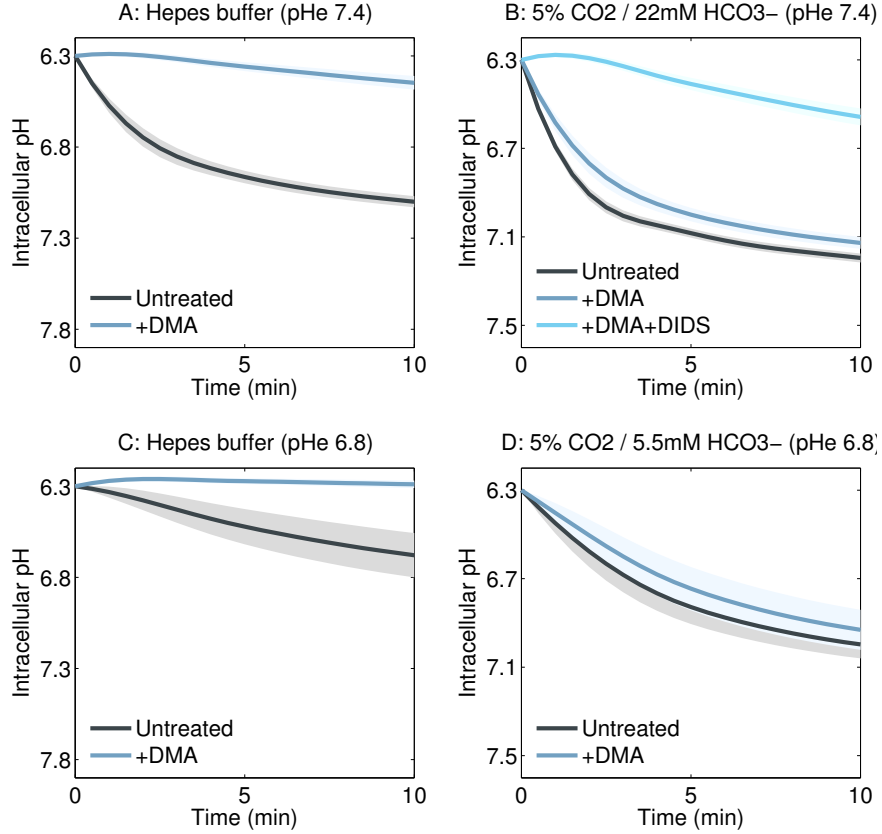 A: Hepes buffer (pHe 7.4)
6.3
6.8
7.3
7.8
Intracellular pH
Untreated
+DMA
0
5
10
Time (min)
B: 5% CO2 / 22mM HCO3− (pHe 7.4)
6.3
6.7
7.1
7.5
Intracellular pH
Untreated
+DMA
+DMA+DIDS
0
5
10
Time (min)
C: Hepes buffer (pHe 6.8)
6.3
6.8
7.3
7.8
Intracellular pH
Untreated
+DMA
0
5
10
Time (min)
D: 5% CO2 / 5.5mM HCO3− (pHe 6.8)
6.3
6.7
7.1
7.5
Intracellular pH
Untreated
+DMA
0
5
10
Time (min)